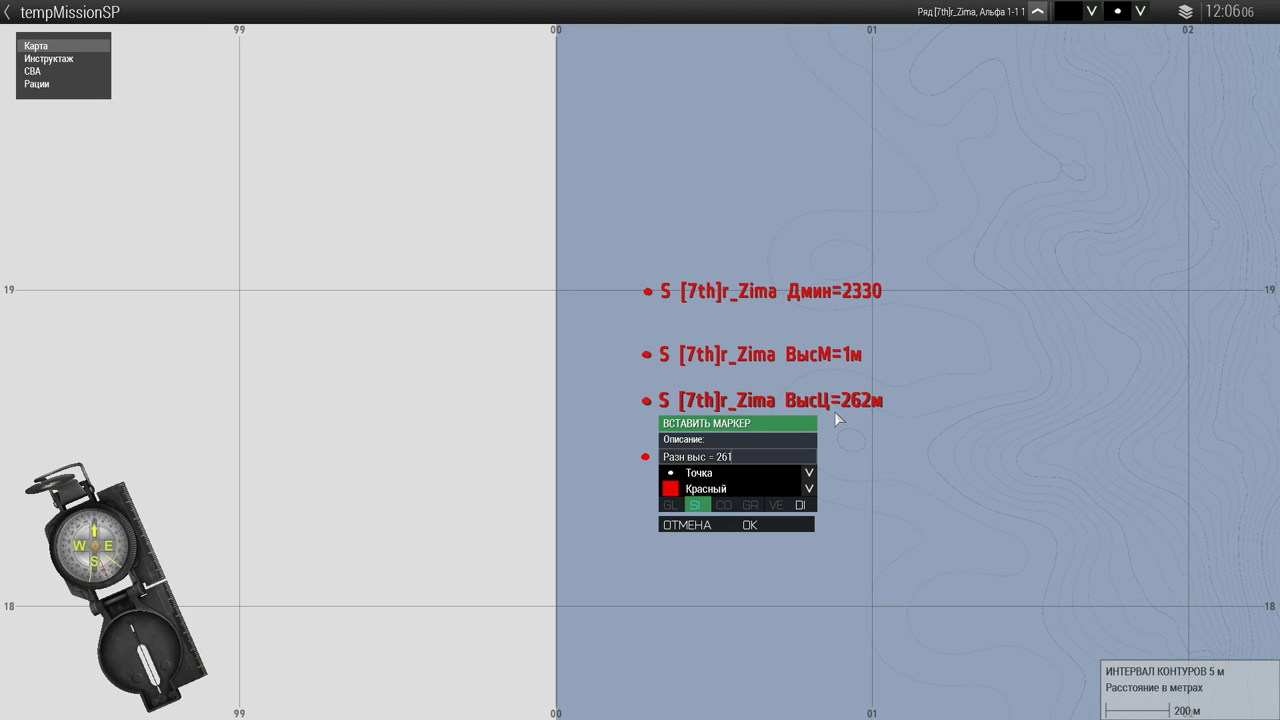 tempMissionSP
Ряд [7th]r_Zima, Альфа 1-1 1
12:06 06
99
00
01
02
Карта
Инструктаж
СВА
Рации
19
19
S [7th]r_Zima Дмин=2330
S [7th]r_Zima ВысМ=1м
S [7th]r_Zima ВысЦ=262м
ВСТАВИТЬ МАРКЕР
Описание:
Разн выс = 261
Точка
Красный
GL SI CO GR VE DI
ОТМЕНА OK
W E
S
18
18
ИНТЕРВАЛ КОНТУРОВ 5 м
Расстояние в метрах
200 м
99
00
01